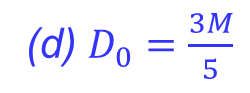 (d) D₀ = 3M/5